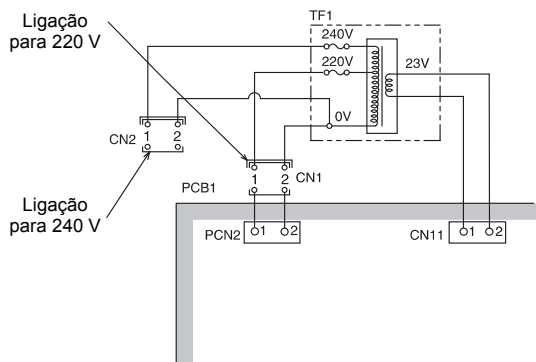 Ligação
para 220 V
TF1
240V
220V
23V
0V
1 2
CN2
1 2
CN1
PCB1
Ligação
para 240 V
PCN2
1 2
CN11
1 2